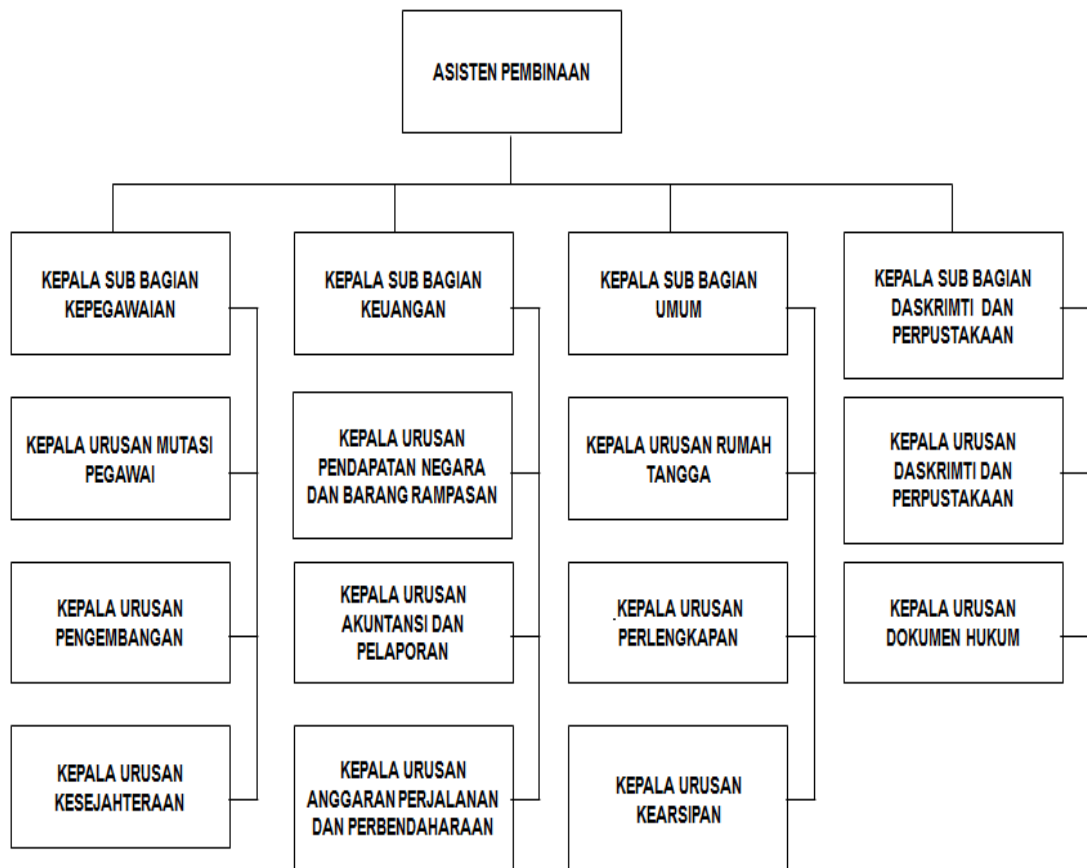 ASISTEN PEMBINAAN
KEPALA SUB BAGIAN
KEPEGAWAIAN
KEPALA SUB BAGIAN
KEUANGAN
KEPALA SUB BAGIAN
UMUM
KEPALA SUB BAGIAN
DASKRIMTI DAN
PERPUSTAKAAN
KEPALA URUSAN MUTASI
PEGAWAI
KEPALA URUSAN
PENDAPATAN NEGARA
DAN BARANG RAMPASAN
KEPALA URUSAN RUMAH
TANGGA
KEPALA URUSAN
DASKRIMTI DAN
PERPUSTAKAAN
KEPALA URUSAN
PENGEMBANGAN
KEPALA URUSAN
AKUNTANSI DAN
PELAPORAN
KEPALA URUSAN
PERLENGKAPAN
KEPALA URUSAN
DOKUMEN HUKUM
KEPALA URUSAN
KESEJAHTERAAN
KEPALA URUSAN
ANGGARAN PERJALANAN
DAN PERBENDAHARAAN
KEPALA URUSAN
KEARSIPAN